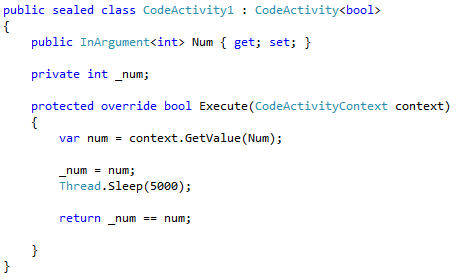 public sealed class CodeActivity1 : CodeActivity<bool>
{
    public InArgument<int> Num { get; set; }
    private int _num;
    protected override bool Execute(CodeActivityContext context)
    {
        var num = context.GetValue(Num);
        _num = num;
        Thread.Sleep(5000);
        return _num == num;
    }
}